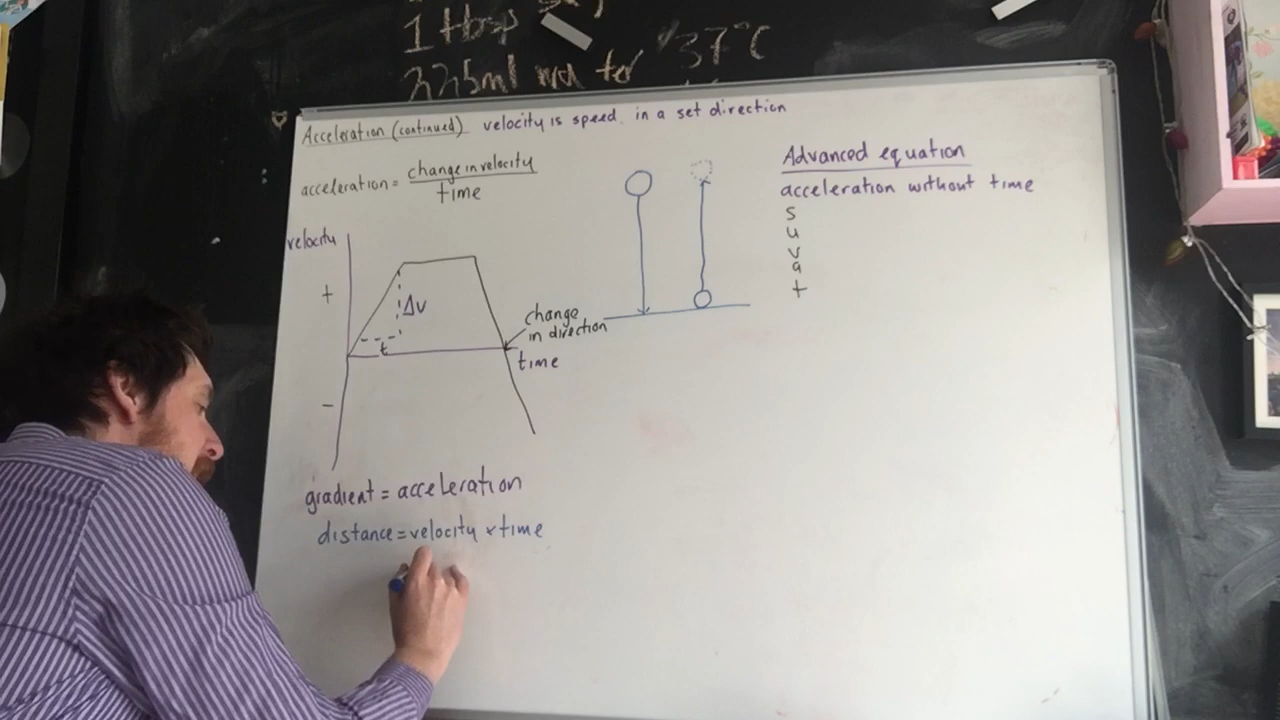 1 tbsp
325ml
37°C
Acceleration (continued) velocity is speed in a set direction
acceleration = change in velocity
time
velocity
+
Δv
t
-
change
in direction
time
gradient = acceleration
distance = velocity × time
Advanced equation
acceleration without time
s
u
v
a
t